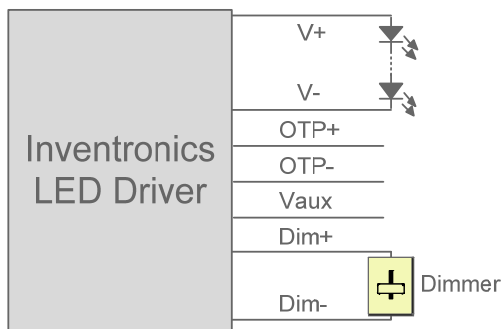 V+
V-
OTP+
OTP-
Vaux
Dim+
Dim-
Inventronics
LED Driver
Dimmer